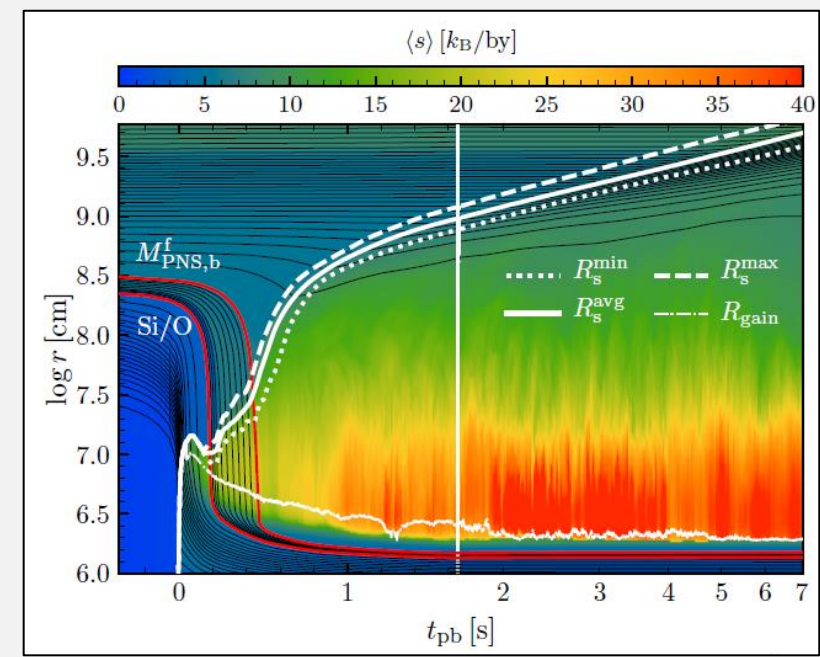 ⟨s⟩ [k_B/by]
0 5 10 15 20 25 30 35 40
9.5
9.0
8.5
8.0
7.5
7.0
6.5
6.0
log r [cm]
M^f_PNS,b
Si/O
R_s^min R_s^max
R_s^avg R_gain
0 1 2 3 4 5 6 7
t_pb [s]